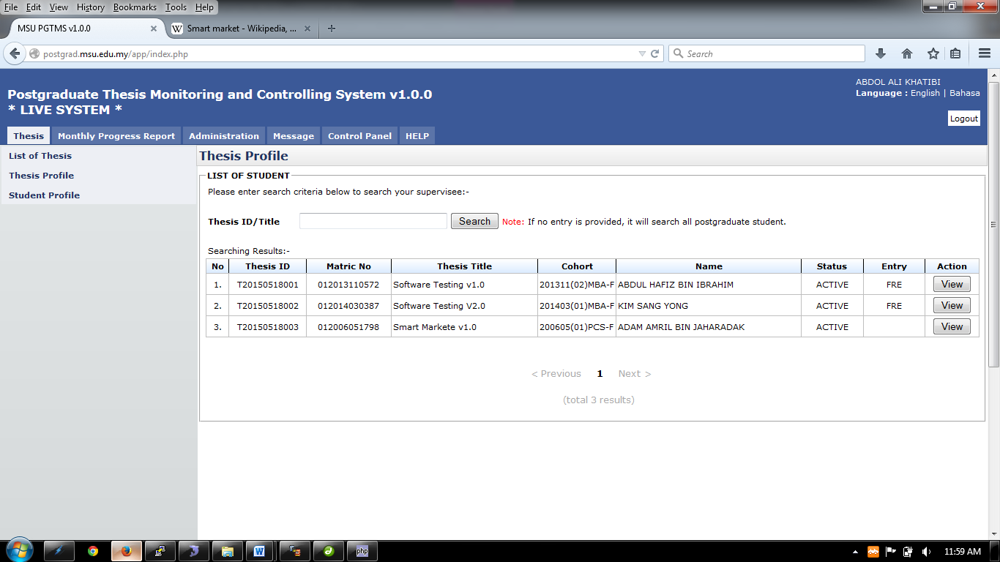 File Edit View History Bookmarks Tools Help
MSU PGTMS v1.0.0
W Smart market - Wikipedia, ...
postgrad.msu.edu.my/app/index.php
Search
ABDOL ALI KHATIBI
Language : English | Bahasa
Postgraduate Thesis Monitoring and Controlling System v1.0.0
* LIVE SYSTEM *
Logout
Thesis Monthly Progress Report Administration Message Control Panel HELP
List of Thesis
Thesis Profile
Student Profile
Thesis Profile
LIST OF STUDENT
Please enter search criteria below to search your supervisee:-
Thesis ID/Title Search Note: If no entry is provided, it will search all postgraduate student.
Searching Results:-
No Thesis ID Matric No Thesis Title Cohort Name Status Entry Action
1. T20150518001 012013110572 Software Testing v1.0 201311(02)MBA-F ABDUL HAFIZ BIN IBRAHIM ACTIVE FRE View
2. T20150518002 012014030387 Software Testing V2.0 201403(01)MBA-F KIM SANG YONG ACTIVE FRE View
3. T20150518003 012006051798 Smart Markete v1.0 200605(01)PCS-F ADAM AMRIL BIN JAHARADAK ACTIVE View
< Previous 1 Next >
(total 3 results)
php
11:59 AM